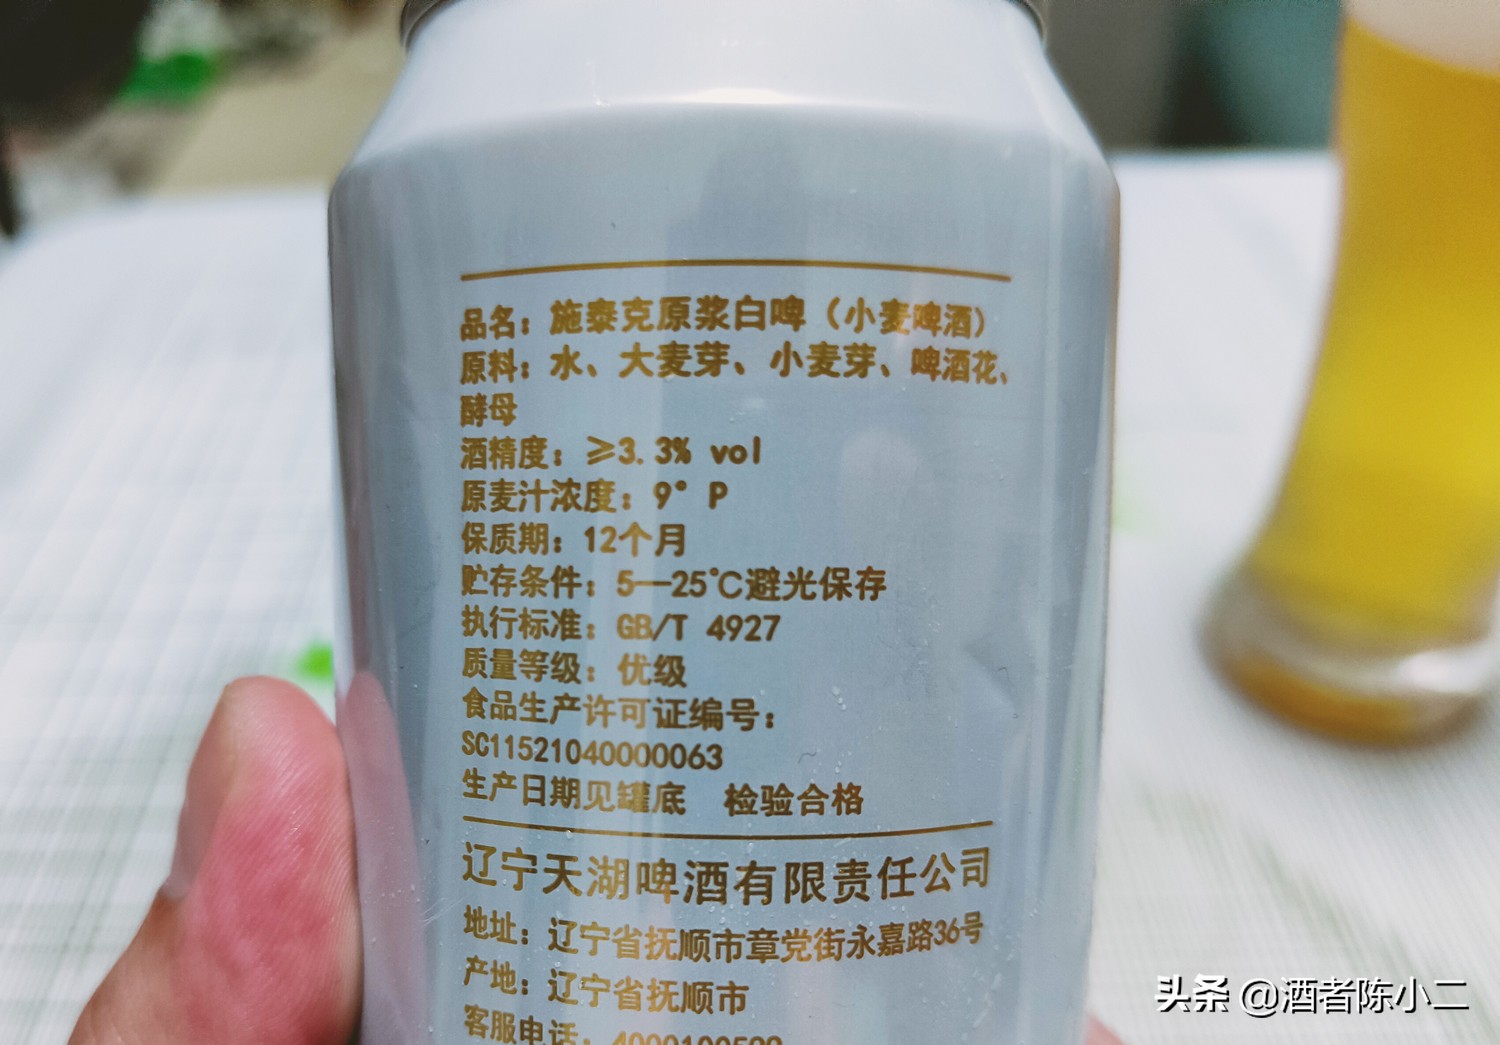 品名：施泰克原浆白啤（小麦啤酒）
原料：水、大麦芽、小麦芽、啤酒花、
酵母
酒精度：≥3.3% vol
原麦汁浓度：9° P
保质期：12个月
贮存条件：5—25℃避光保存
执行标准：GB/T 4927
质量等级：优级
食品生产许可证编号：
SC11521040000063
生产日期见罐底 检验合格
辽宁天湖啤酒有限责任公司
地址：辽宁省抚顺市章党街永嘉路36号
产地：辽宁省抚顺市
客服电话：
头条 @酒者陈小二